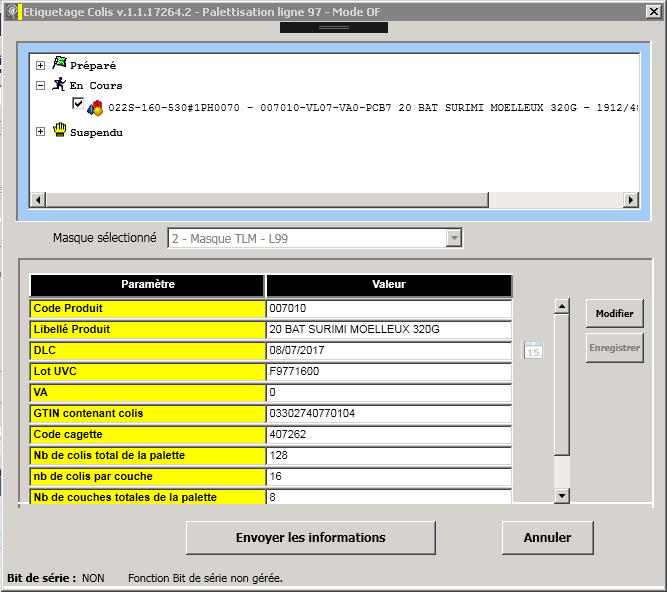 Etiquetage Colis v.1.1.17264.2 - Palettisation ligne 97 - Mode OF
Préparé
En Cours
022S-160-530#1PH0070 - 007010-VL07-VA0-PCB7 20 BAT SURIMI MOELLEUX 320G - 1912/48
Suspendu
Masque sélectionné 2 - Masque TLM - L99
Paramètre Valeur
Code Produit 007010
Libellé Produit 20 BAT SURIMI MOELLEUX 320G
DLC 08/07/2017
Lot UVC F9771600
VA 0
GTIN contenant colis 03302740770104
Code cagette 407262
Nb de colis total de la palette 128
nb de colis par couche 16
Nb de couches totales de la palette 8
15
Modifier
Enregistrer
Envoyer les informations Annuler
Bit de série : NON Fonction Bit de série non gérée.